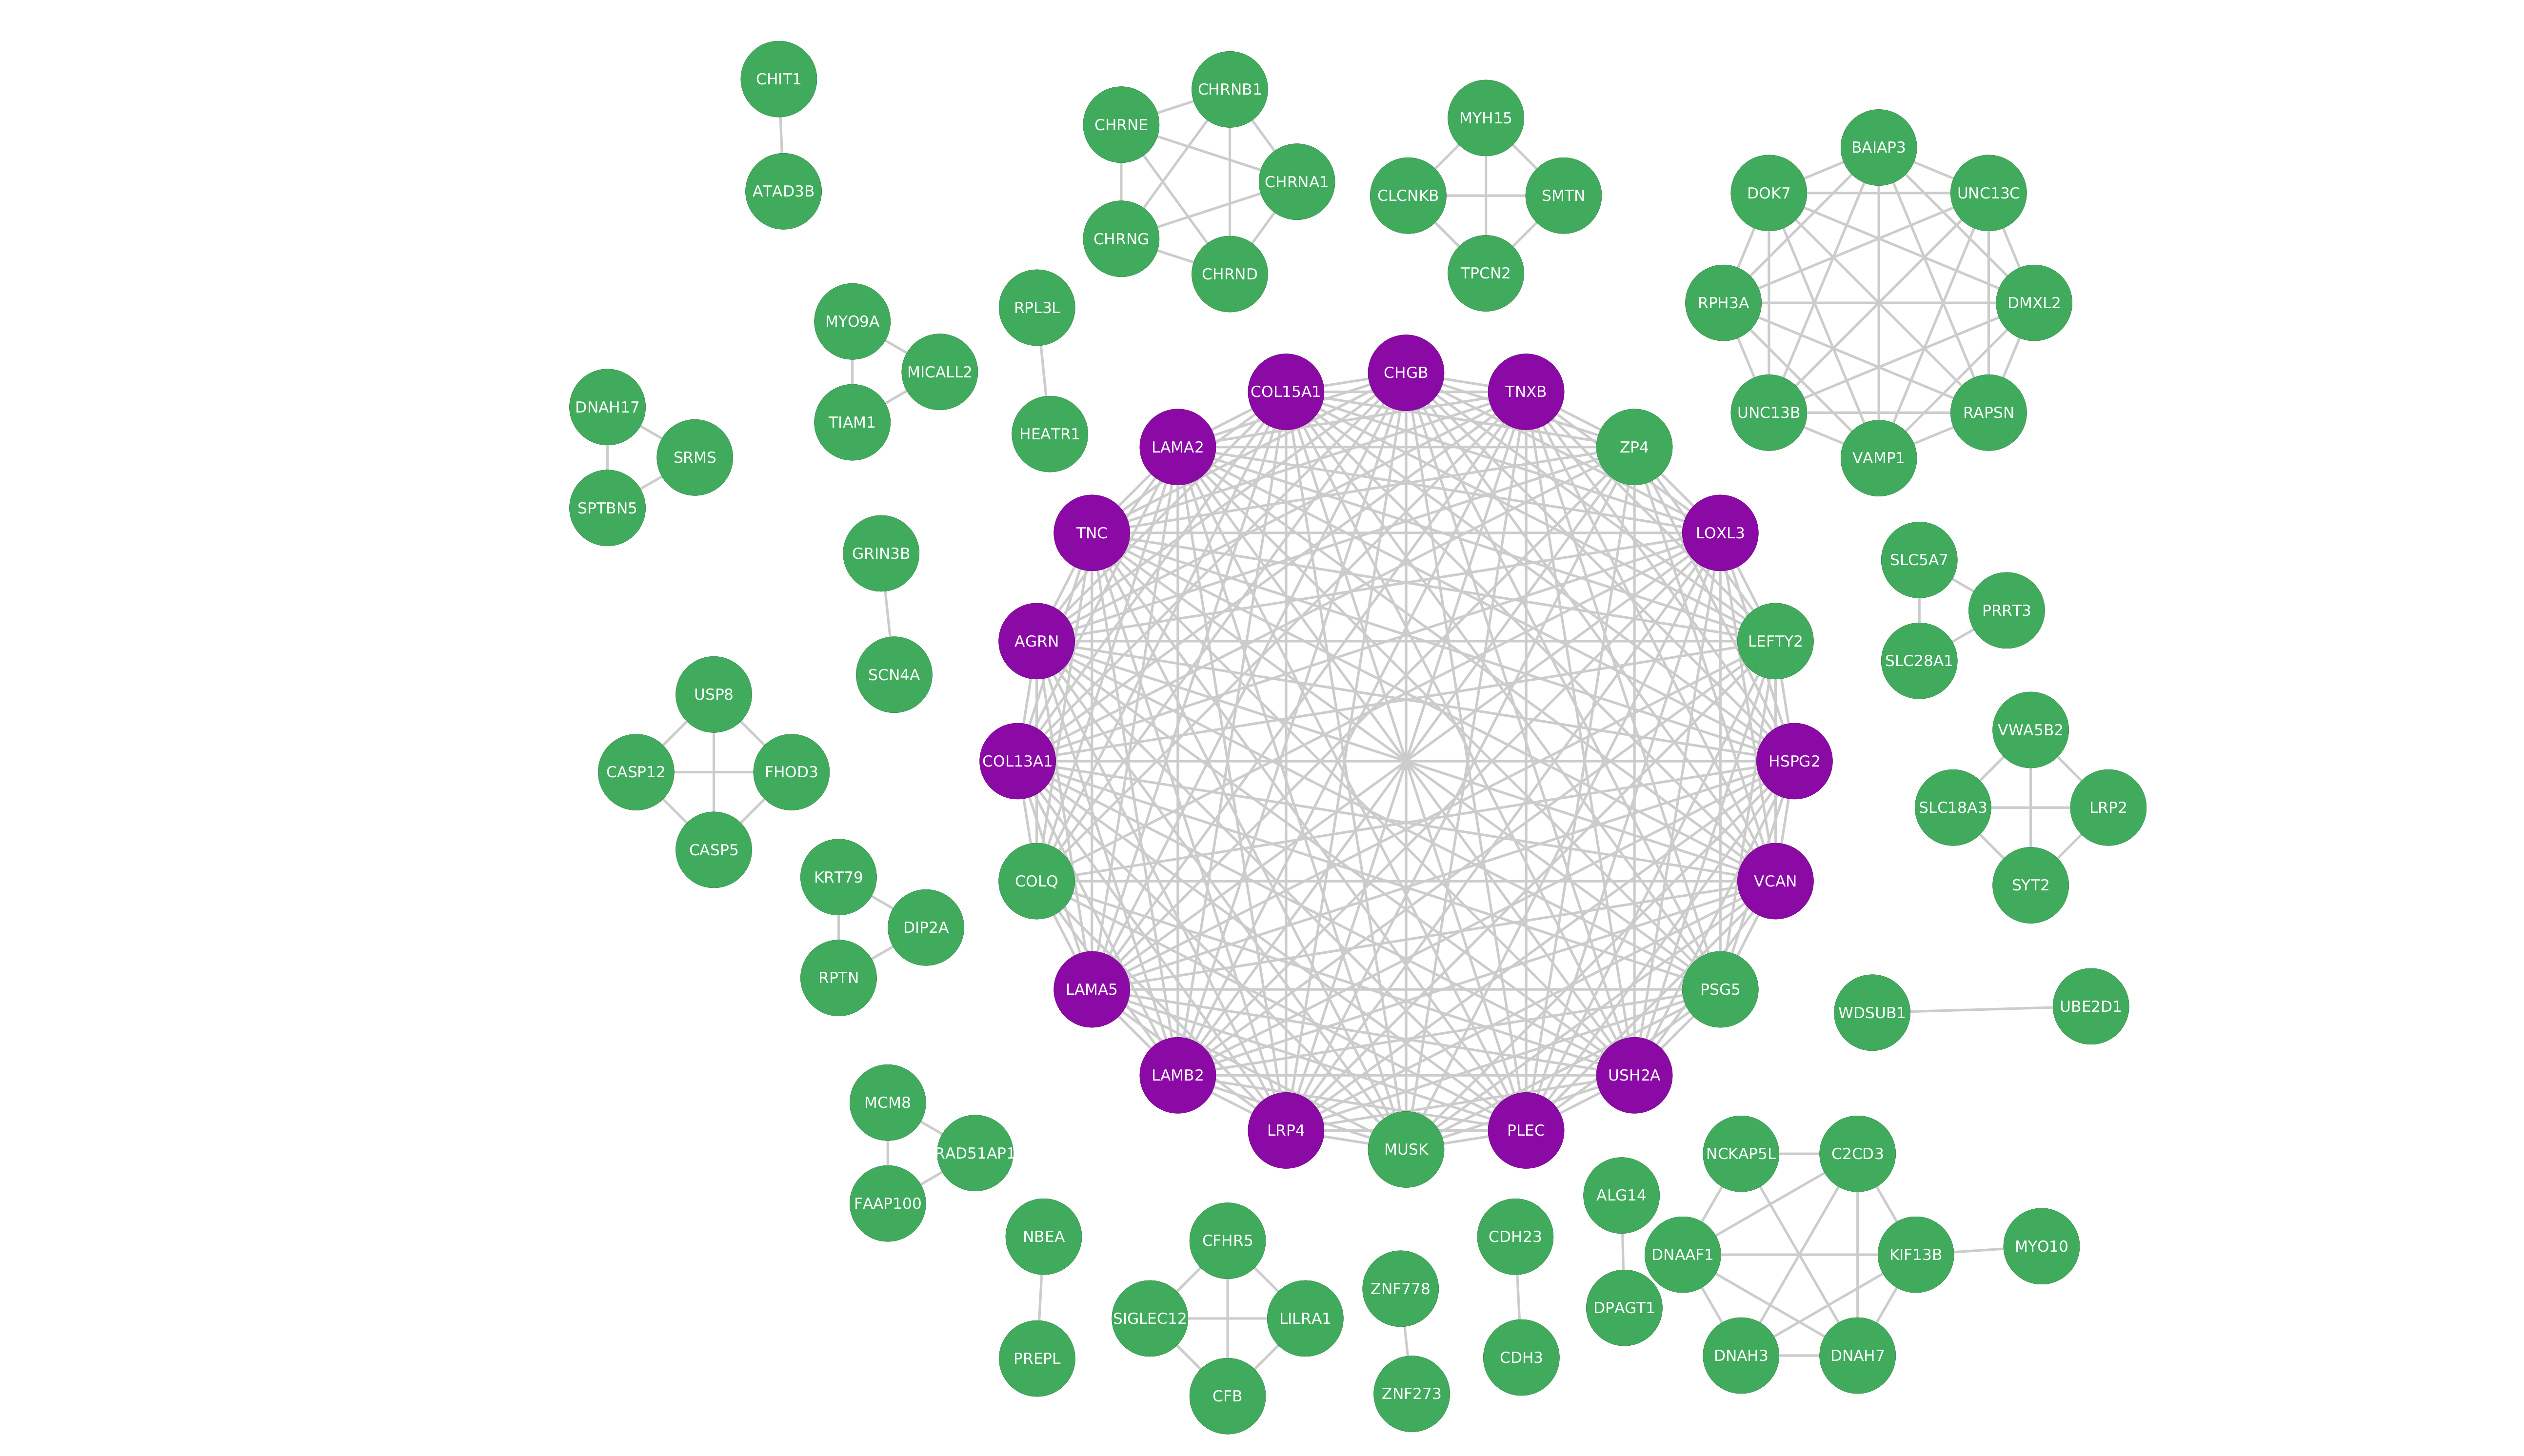 CHIT1
ATAD3B
CHRNB1
CHRNE
CHRNA1
CHRNG
CHRND
MYH15
CLCNKB
SMTN
TPCN2
BAIAP3
DOK7
UNC13C
RPH3A
DMXL2
UNC13B
RAPSN
VAMP1
MYO9A
MICALL2
TIAM1
RPL3L
HEATR1
DNAH17
SRMS
SPTBN5
GRIN3B
SCN4A
CHGB
COL15A1
TNXB
LAMA2
ZP4
TNC
LOXL3
AGRN
LEFTY2
COL13A1
HSPG2
COLQ
VCAN
LAMA5
PSG5
LAMB2
USH2A
LRP4
PLEC
MUSK
SLC5A7
PRRT3
SLC28A1
USP8
CASP12
FHOD3
CASP5
VWA5B2
SLC18A3
LRP2
SYT2
KRT79
DIP2A
RPTN
WDSUB1
UBE2D1
MCM8
RAD51AP1
FAAP100
NBEA
PREPL
CFHR5
SIGLEC12
LILRA1
CFB
ZNF778
ZNF273
CDH23
CDH3
ALG14
DPAGT1
NCKAP5L
C2CD3
DNAAF1
KIF13B
MYO10
DNAH3
DNAH7